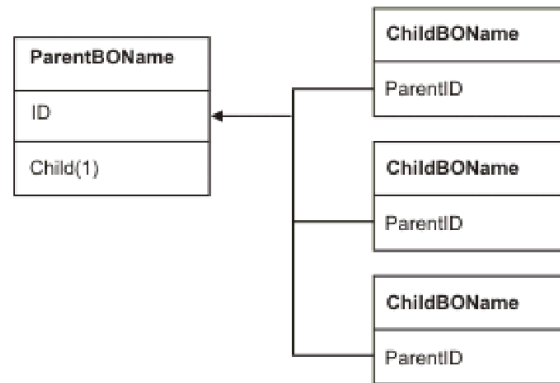 ParentBOName
ID
Child(1)
ChildBOName
ParentID
ChildBOName
ParentID
ChildBOName
ParentID